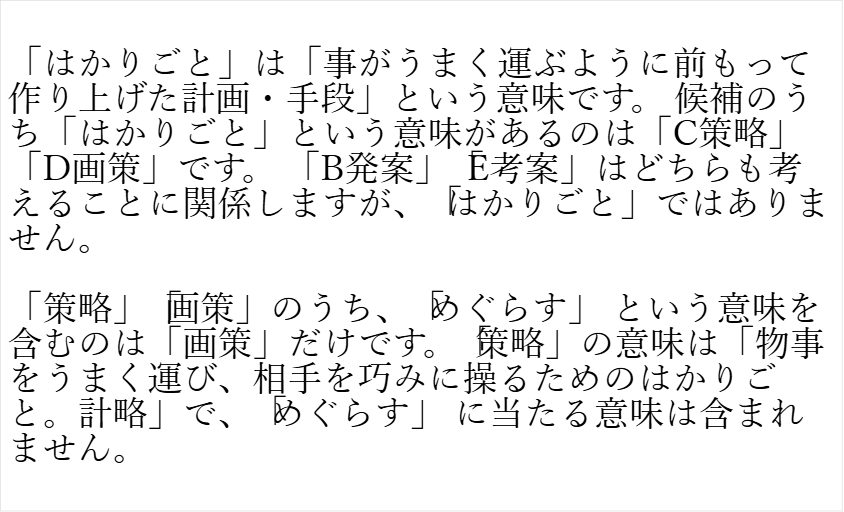 「はかりごと」は「事がうまく運ぶように前もって
作り上げた計画・手段」という意味です。 候補のう
ち 「はかりごと」という意味があるのは「C策略」
「D画策」です。 「B発案」 「E考案」はどちらも考
えることに関係しますが、 「はかりごと」ではありま
せん。
「策略」 「画策」のうち、 「めぐらす」 という意味を
含むのは「画策」だけです。 「策略」の意味は「物事
をうまく運び、相手を巧みに操るためのはかりご
と。計略」で、 「めぐらす」 に当たる意味は含まれ
ません。